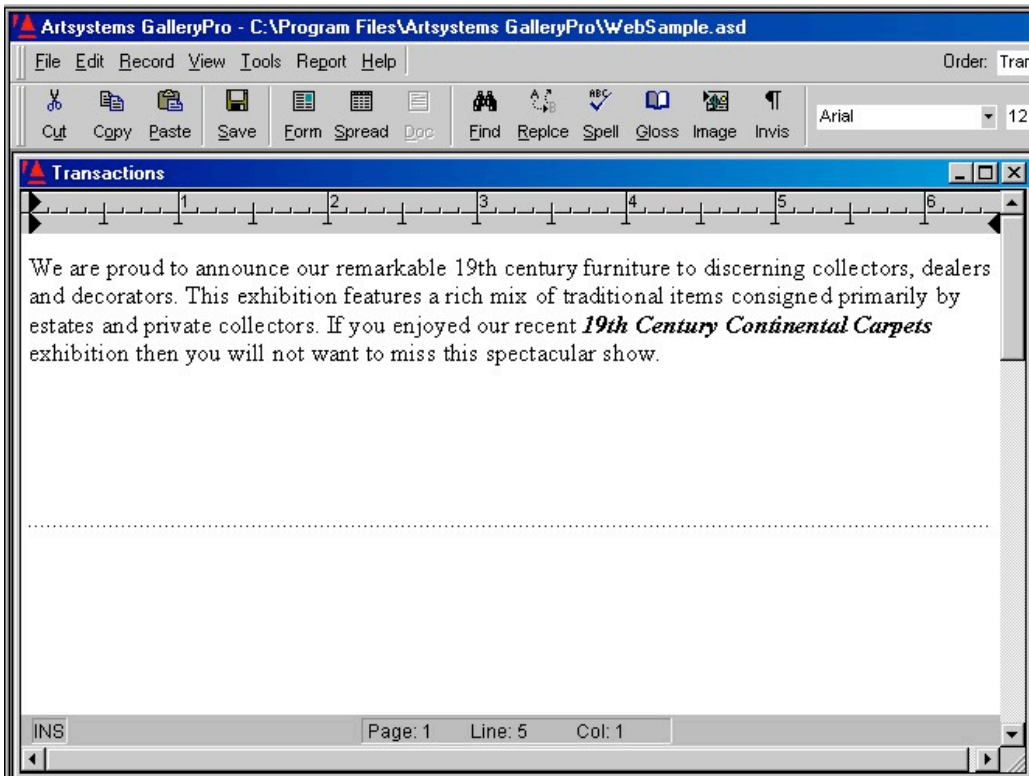 Artsystems GalleryPro - C:\Program Files\Artsystems GalleryPro\WebSample.asd
File Edit Record View Tools Report Help Order: Tran
Cut Copy Paste Save Form Spread Doc Find Replce Spell Gloss Image Invis Arial 12
Transactions
1 2 3 4 5 6
We are proud to announce our remarkable 19th century furniture to discerning collectors, dealers
and decorators. This exhibition features a rich mix of traditional items consigned primarily by
estates and private collectors. If you enjoyed our recent 19th Century Continental Carpets
exhibition then you will not want to miss this spectacular show.
INS Page: 1 Line: 5 Col: 1